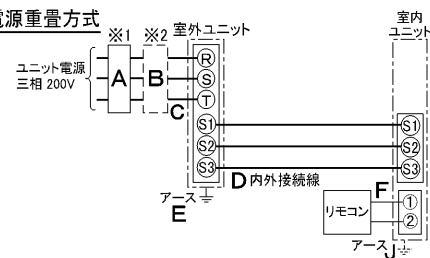 電源重畳方式
※1 ※2 室外ユニット
室内
ユニット
ユニット電源
三相 200V
A B
C
R
S
T
S1 S1
S2 S2
S3 S3
D 内外接続線
アース
E
F
リモコン
①
②
アース J